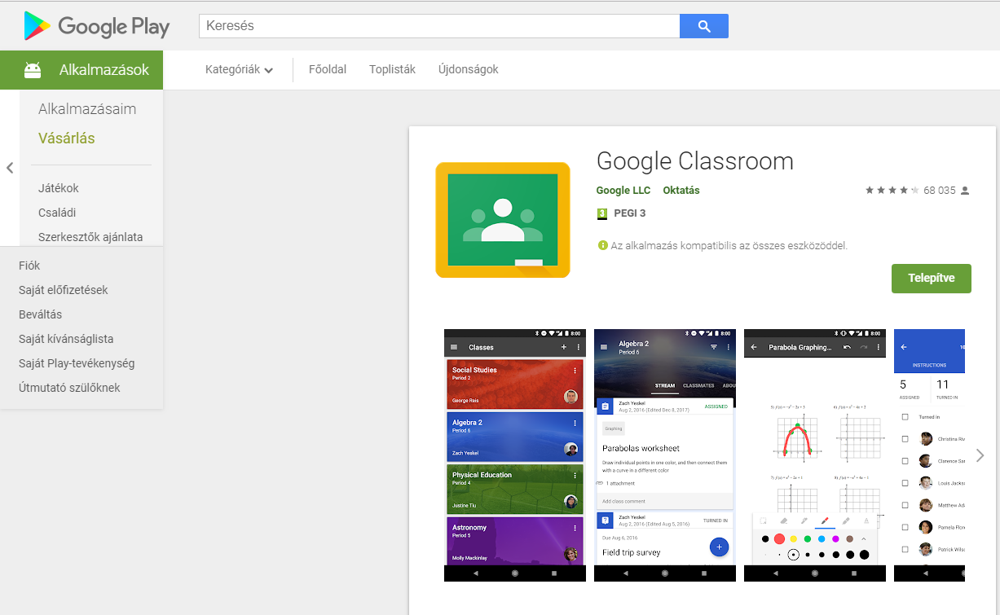 Google Play
Keresés
Alkalmazások
Kategóriák
Főoldal
Toplisták
Újdonságok
Alkalmazásaim
Vásárlás
Játékok
Családi
Szerkesztők ajánlata
Fiók
Saját előfizetések
Beváltás
Saját kívánságlista
Saját Play-tevékenység
Útmutató szülőknek
Google Classroom
Google LLC Oktatás
68 035
3 PEGI 3
Az alkalmazás kompatibilis az összes eszközöddel.
Telepítve
8:00
Classes
Social Studies
Period 2
George Reis
Algebra 2
Period 6
Zach Yeskel
Physical Education
Period 4
Justine Tiu
Astronomy
Period 5
Molly Mackinlay
8:00
Algebra 2
Period 6
STREAM CLASSMATES ABOU
Zach Yeskel
Aug 2, 2016 (Edited Dec 8, 2017)
ASSIGNED
Graphing
Parabolas worksheet
Draw individual points in one color, and then connect them
with a curve in a different color
1 attachment
Add class comment
Zach Yeskel
Aug 2, 2016 (Edited Aug 5, 2016)
TURNED IN
Due Aug 6, 2016
Field trip survey
8:00
Parabola Graphing...
10
INSTRUCTIONS
5 11
ASSIGNED TURNED IN
Turned in
Christina Riv
Clarence Sar
Louis Jacks
Matthew Ad
Pamela Flor
Patrick Wils